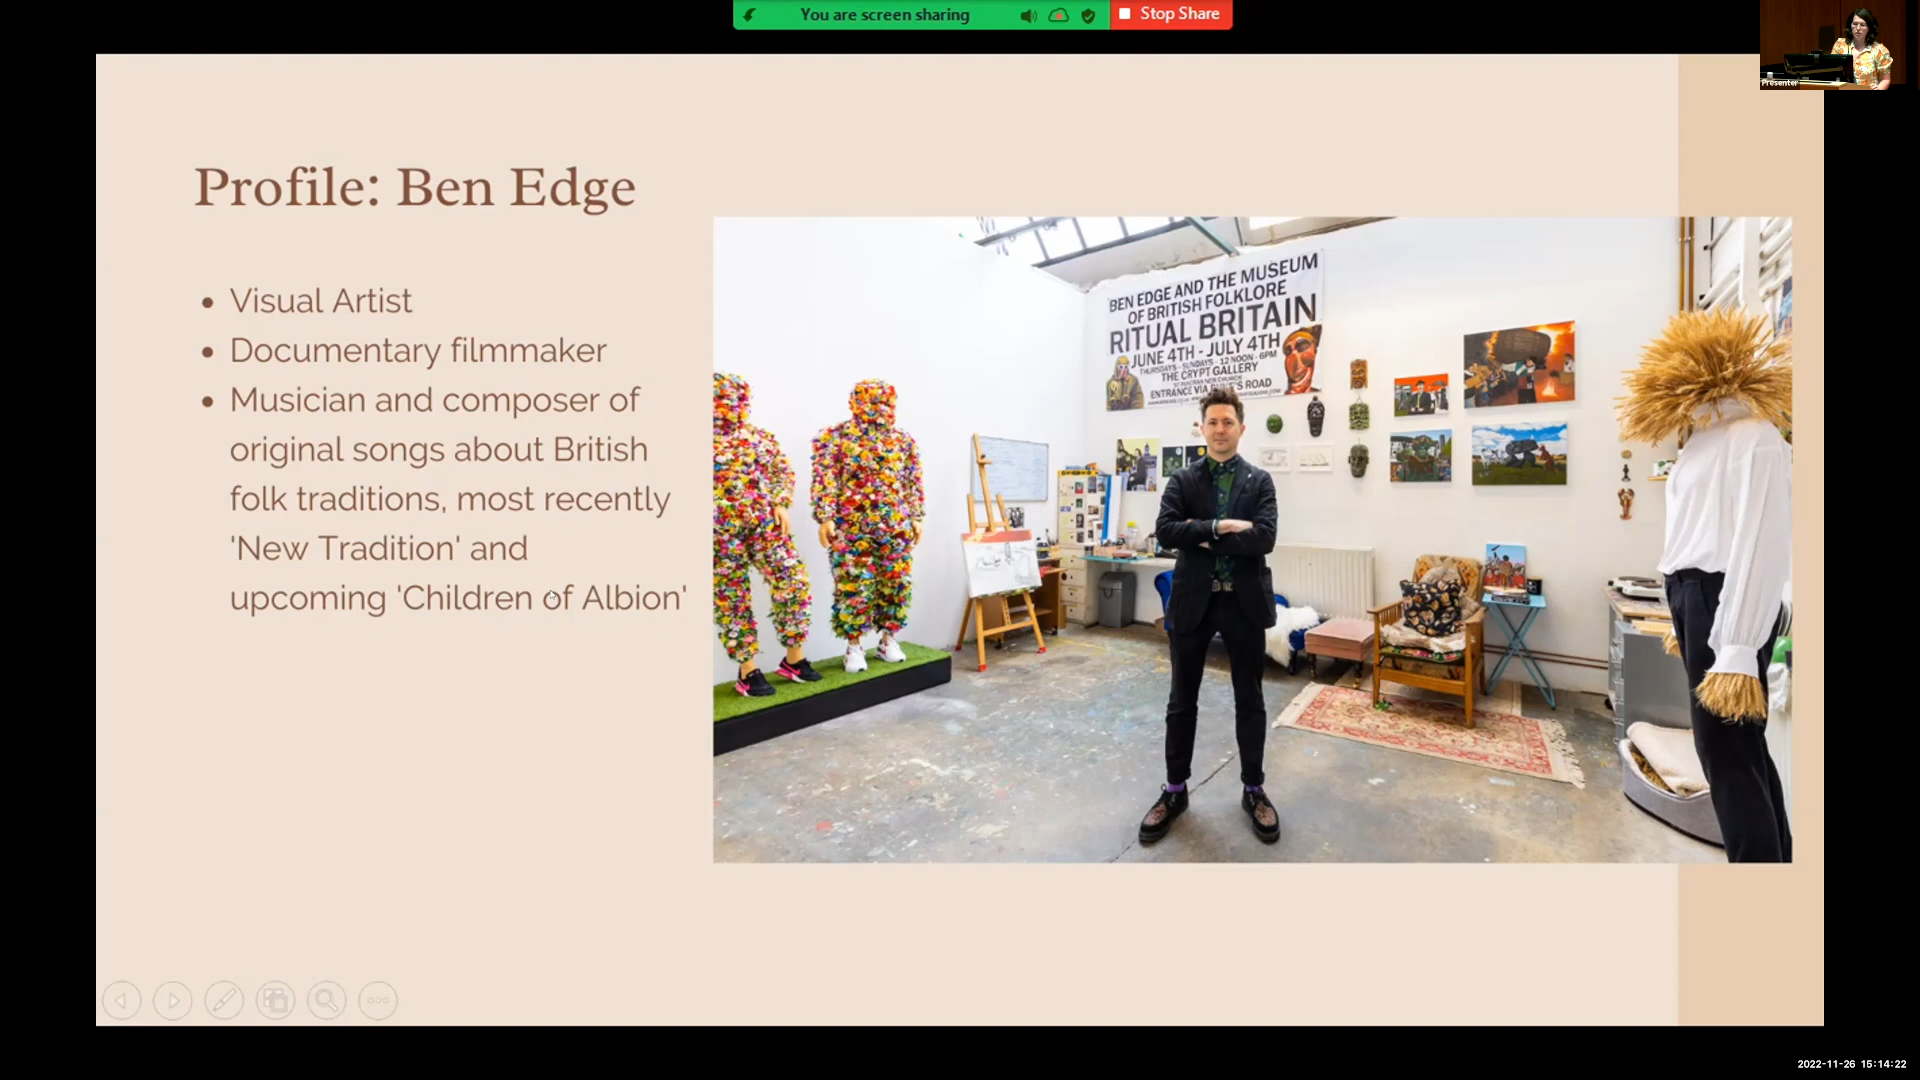 You are screen sharing
Stop Share
Presenter
Profile: Ben Edge
• Visual Artist
• Documentary filmmaker
• Musician and composer of
original songs about British
folk traditions, most recently
'New Tradition' and
upcoming 'Children of Albion'
BEN EDGE AND THE MUSEUM
OF BRITISH FOLKLORE
RITUAL BRITAIN
JUNE 4TH - JULY 4TH
THURSDAYS - SUNDAYS - 12 NOON - 6PM
THE CRYPT GALLERY
ENTRANCE VIA
'S ROAD
2022-11-26 15:14:22